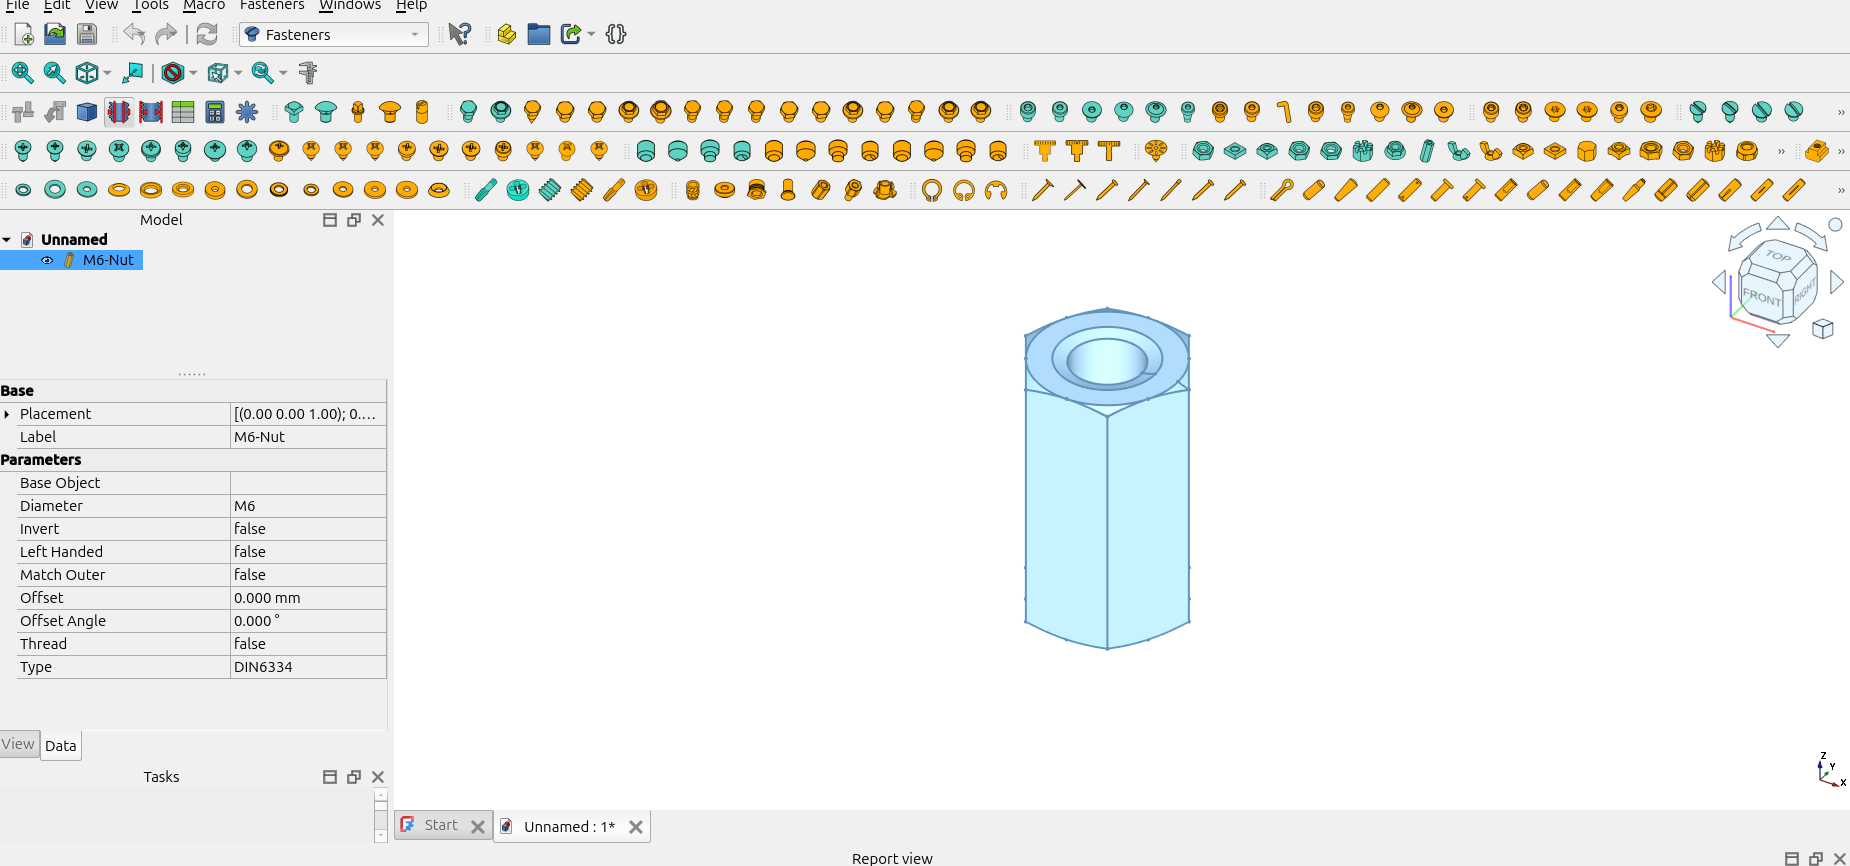 File Edit View Tools Macro Fasteners Windows Help
Fasteners
Model
Unnamed
M6-Nut
Base
Placement [(0.00 0.00 1.00); 0....
Label M6-Nut
Parameters
Base Object
Diameter M6
Invert false
Left Handed false
Match Outer false
Offset 0.000 mm
Offset Angle 0.000 °
Thread false
Type DIN6334
View Data
Tasks
TOP
FRONT RIGHT
Z
Y
X
Start Unnamed : 1*
Report view